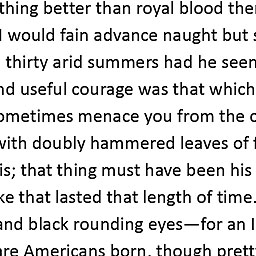 thing better than royal blood the
I would fain advance naught but s
thirty arid summers had he seen
nd useful courage was that which
ometimes menace you from the
with doubly hammered leaves of f
is; that thing must have been his
ke that lasted that length of time.
and black rounding eyes—for an I
are Americans born, though prett